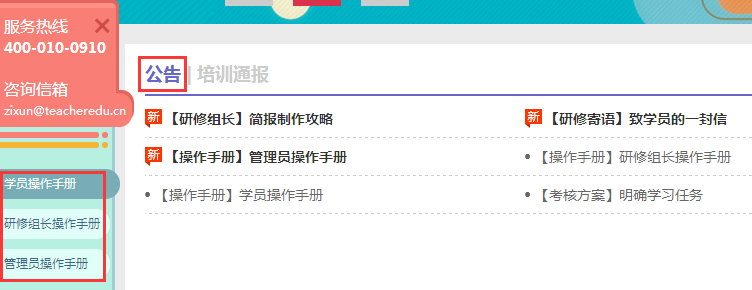 服务热线
400-010-0910
咨询信箱
zixun@teacheredu.cn
学员操作手册
研修组长操作手册
管理员操作手册
公告 | 培训通报
新 【研修组长】简报制作攻略
新 【研修寄语】致学员的一封信
新 【操作手册】管理员操作手册
• 【操作手册】研修组长操作手册
• 【操作手册】学员操作手册
• 【考核方案】明确学习任务